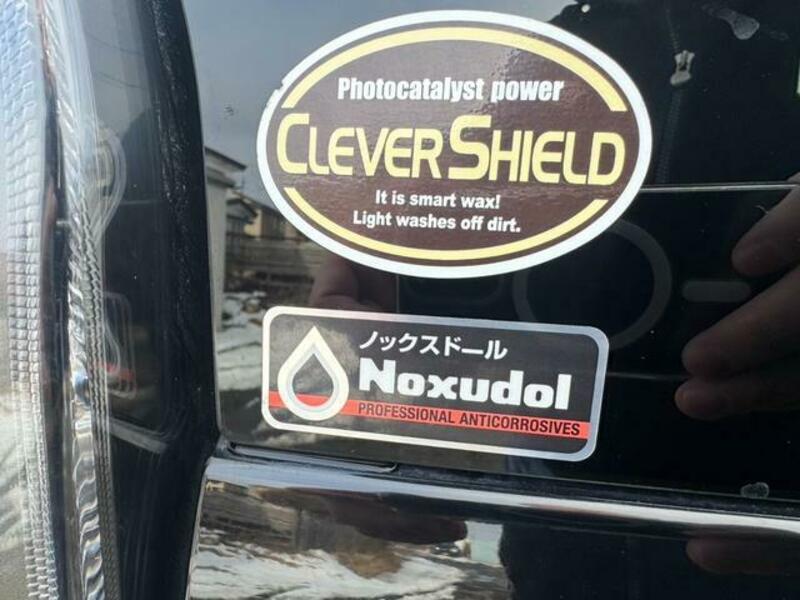 Photocatalyst power
CLEVER SHIELD
It is smart wax!
Light washes off dirt.
ノックスドール
Noxudol
PROFESSIONAL ANTICORROSIVES